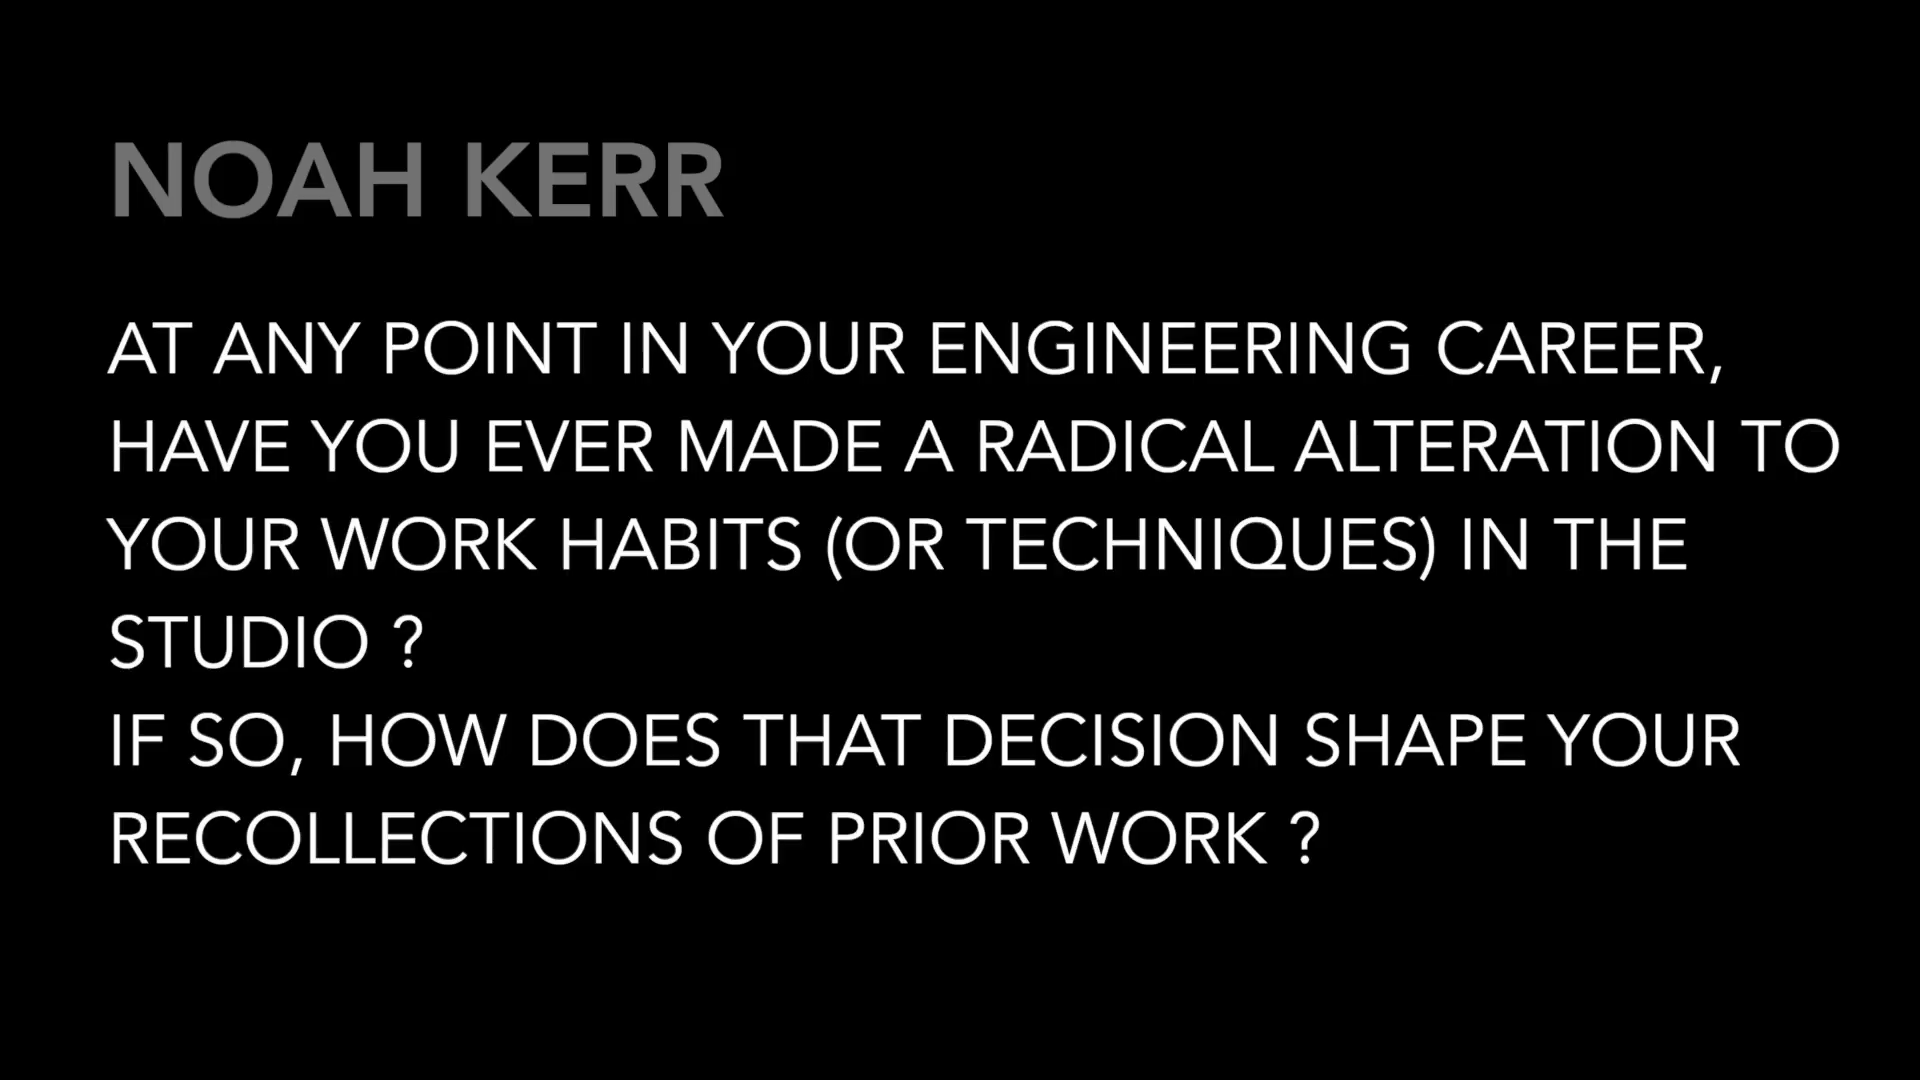 NOAH KERR
AT ANY POINT IN YOUR ENGINEERING CAREER,
HAVE YOU EVER MADE A RADICAL ALTERATION TO
YOUR WORK HABITS (OR TECHNIQUES) IN THE
STUDIO ?
IF SO, HOW DOES THAT DECISION SHAPE YOUR
RECOLLECTIONS OF PRIOR WORK ?